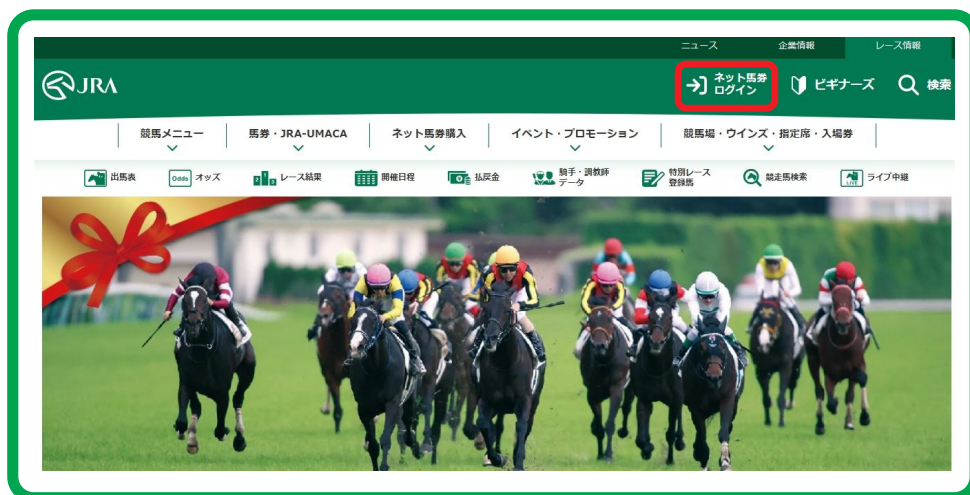 ニュース
企業情報
レース情報
JRA
ネット馬券
ログイン
ビギナーズ
検索
競馬メニュー
馬券・JRA-UMACA
ネット馬券購入
イベント・プロモーション
競馬場・ウインズ・指定席・入場券
出馬表
Odds
オッズ
2 1 3
レース結果
開催日程
払戻金
騎手・調教師
データ
特別レース
登録馬
競走馬検索
LIVE
ライブ中継